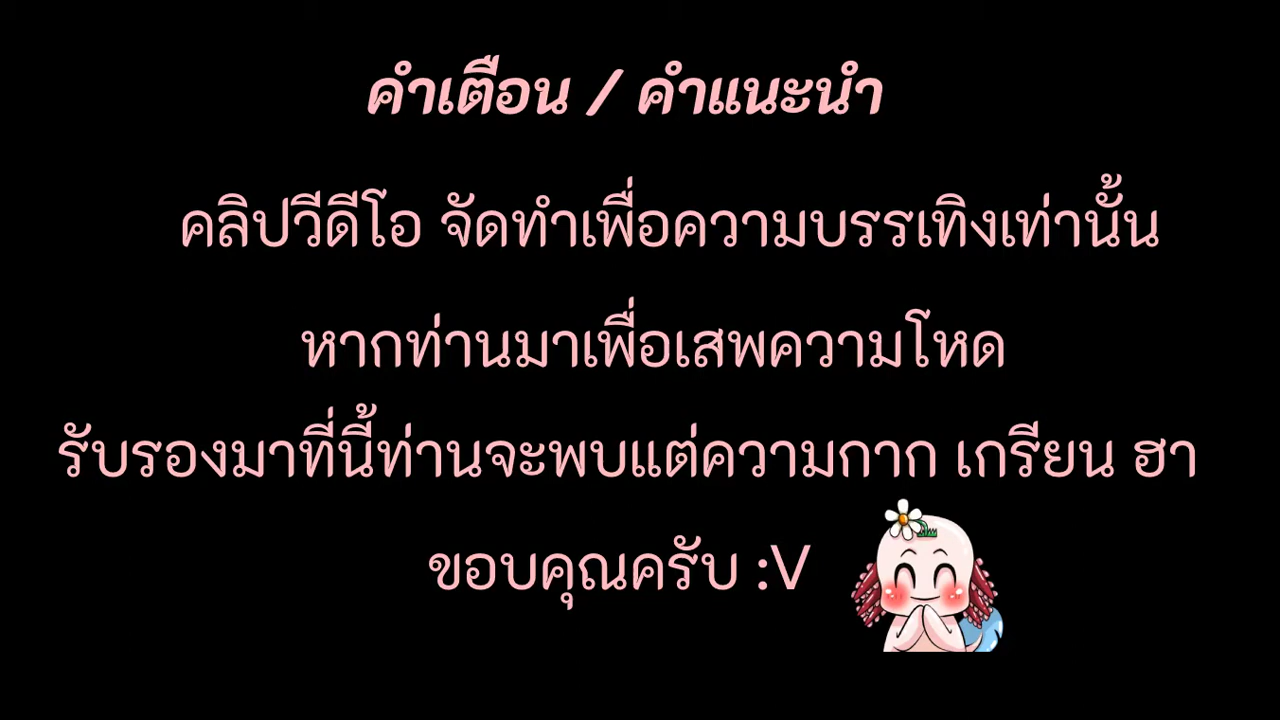 คำเตือน / คำแนะนำ
คลิปวีดีโอ จัดทำเพื่อความบรรเทิงเท่านั้น
หากท่านมาเพื่อเสพความโหด
รับรองมาที่นี้ท่านจะพบแต่ความกาก เกรียน ฮา
ขอบคุณครับ :V